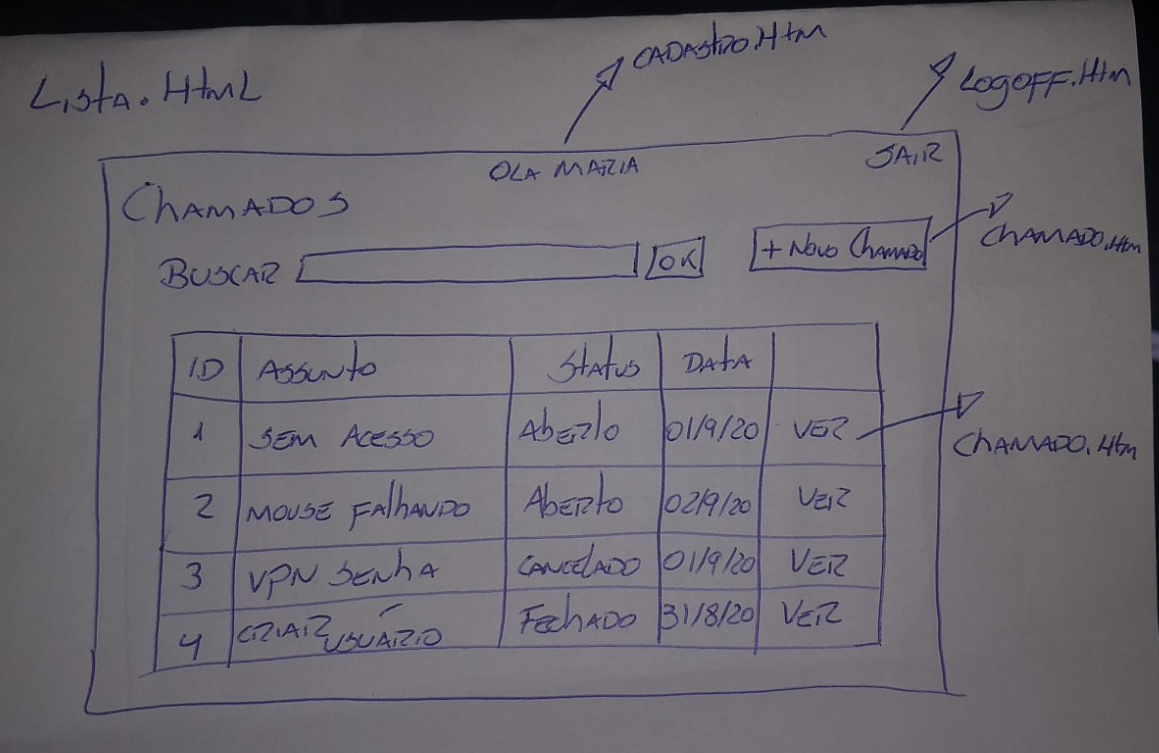 Lista.HtmL
CADAStro.Htm
LogOFF.Htm
OLA MARIA
SAIR
ChAMADOS
BUSCAR
OK
+ Novo ChamaDo
ChAMADO.Htm
ID ASSUNTO StAtUS DAtA
1 SEM ACESSO AbERtO 01/9/20 VER
ChAMADO.Htm
2 MOUSE FAlhANDO AbERtO 02/9/20 VER
3 VPN SENhA CANCElADO 01/9/20 VER
4 CRIAR USUÁRIO FEChADO 31/8/20 VER